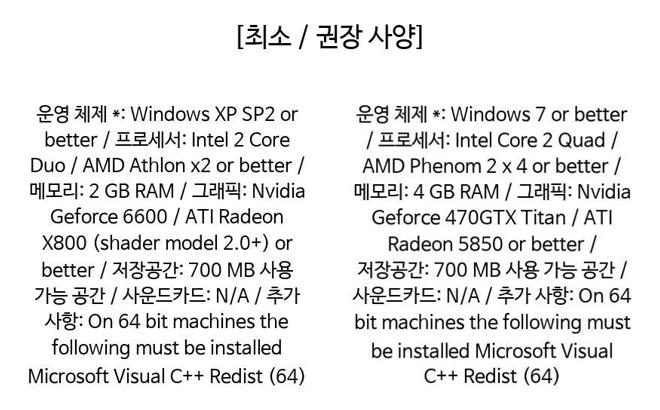 [최소 / 권장 사양]
운영 체제 *: Windows XP SP2 or
better / 프로세서: Intel 2 Core
Duo / AMD Athlon x2 or better /
메모리: 2 GB RAM / 그래픽: Nvidia
Geforce 6600 / ATI Radeon
X800 (shader model 2.0+) or
better / 저장공간: 700 MB 사용
가능 공간 / 사운드카드: N/A / 추가
사항: On 64 bit machines the
following must be installed
Microsoft Visual C++ Redist (64)
운영 체제 *: Windows 7 or better
/ 프로세서: Intel Core 2 Quad /
AMD Phenom 2 x 4 or better /
메모리: 4 GB RAM / 그래픽: Nvidia
Geforce 470GTX Titan / ATI
Radeon 5850 or better /
저장공간: 700 MB 사용 가능 공간 /
사운드카드: N/A / 추가 사항: On 64
bit machines the following must
be installed Microsoft Visual
C++ Redist (64)